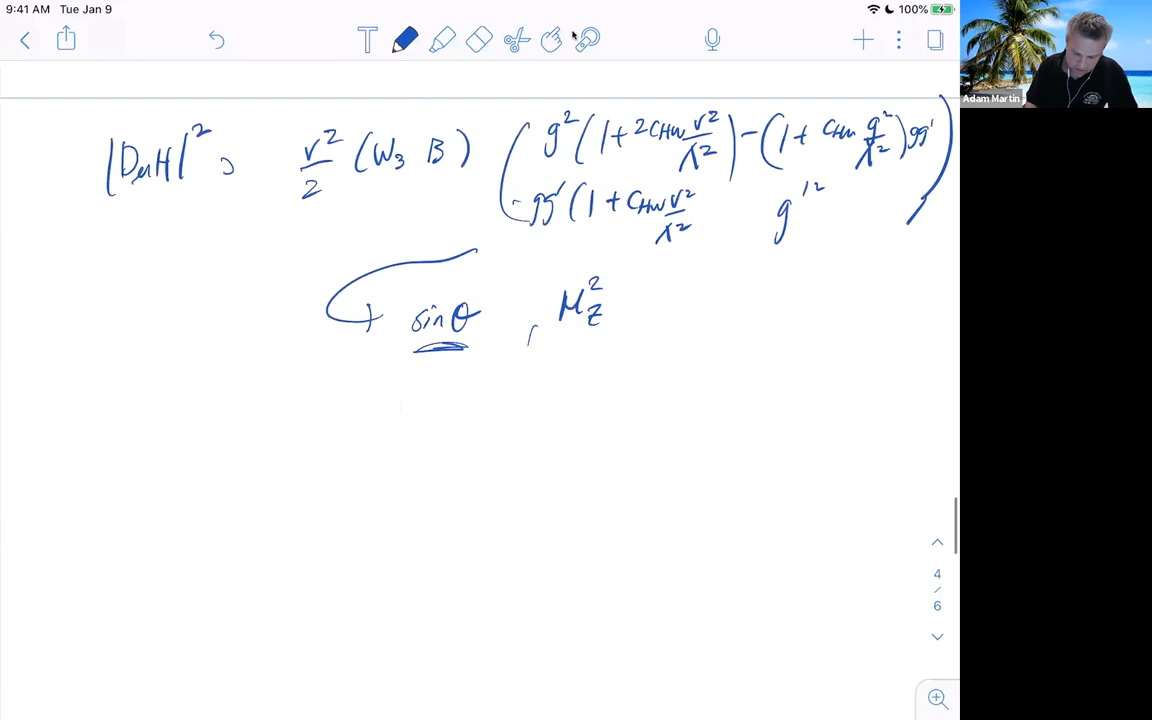 9:41 AM Tue Jan 9
100%
Adam Martin
|DμH|² ⊃ v²/2 (W₃ B) ( g²(1 + 2C_HW v²/Λ²) − (1 + C_HW v²/Λ²)gg'
−gg'(1 + C_HW v²/Λ² g'² )
↳ sinθ , M_Z²
4
/
6